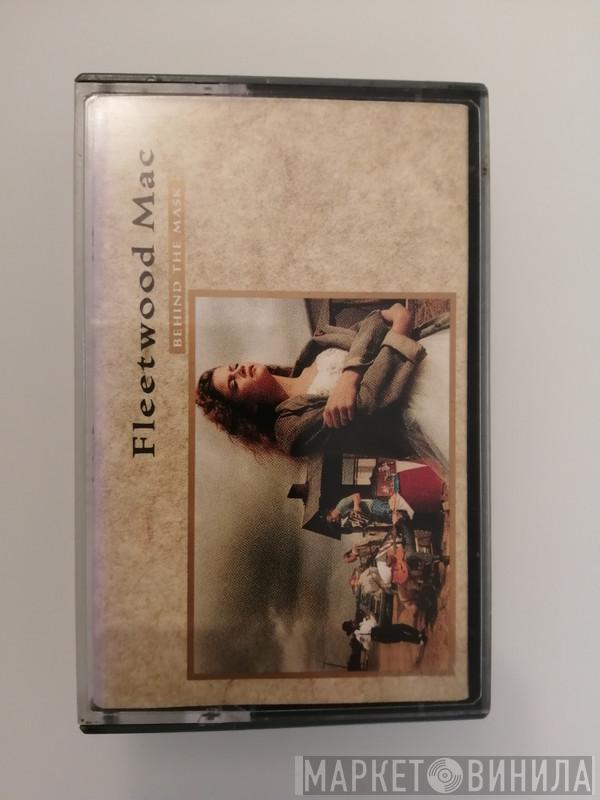 Fleetwood Mac
BEHIND THE MASK
МАРКЕТ ВИНИЛА